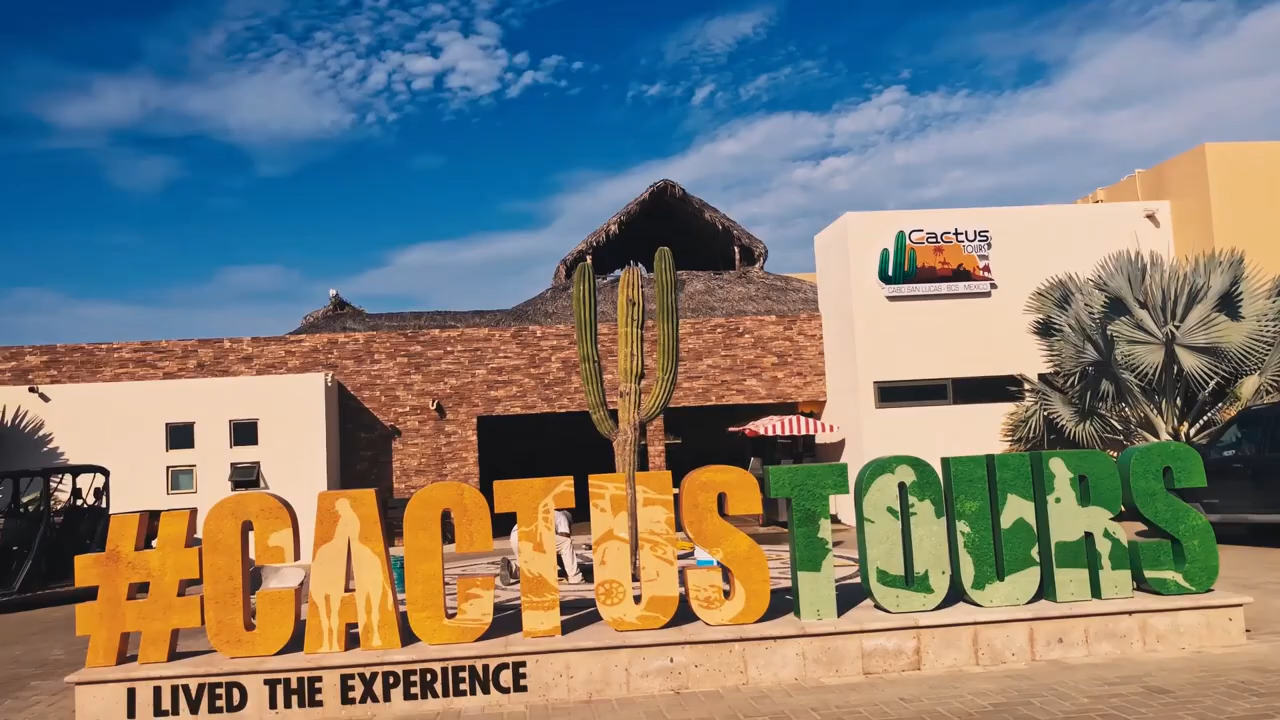 Cactus
TOURS
CABO SAN LUCAS - BCS - MEXICO
#CACTUSTOURS
I LIVED THE EXPERIENCE